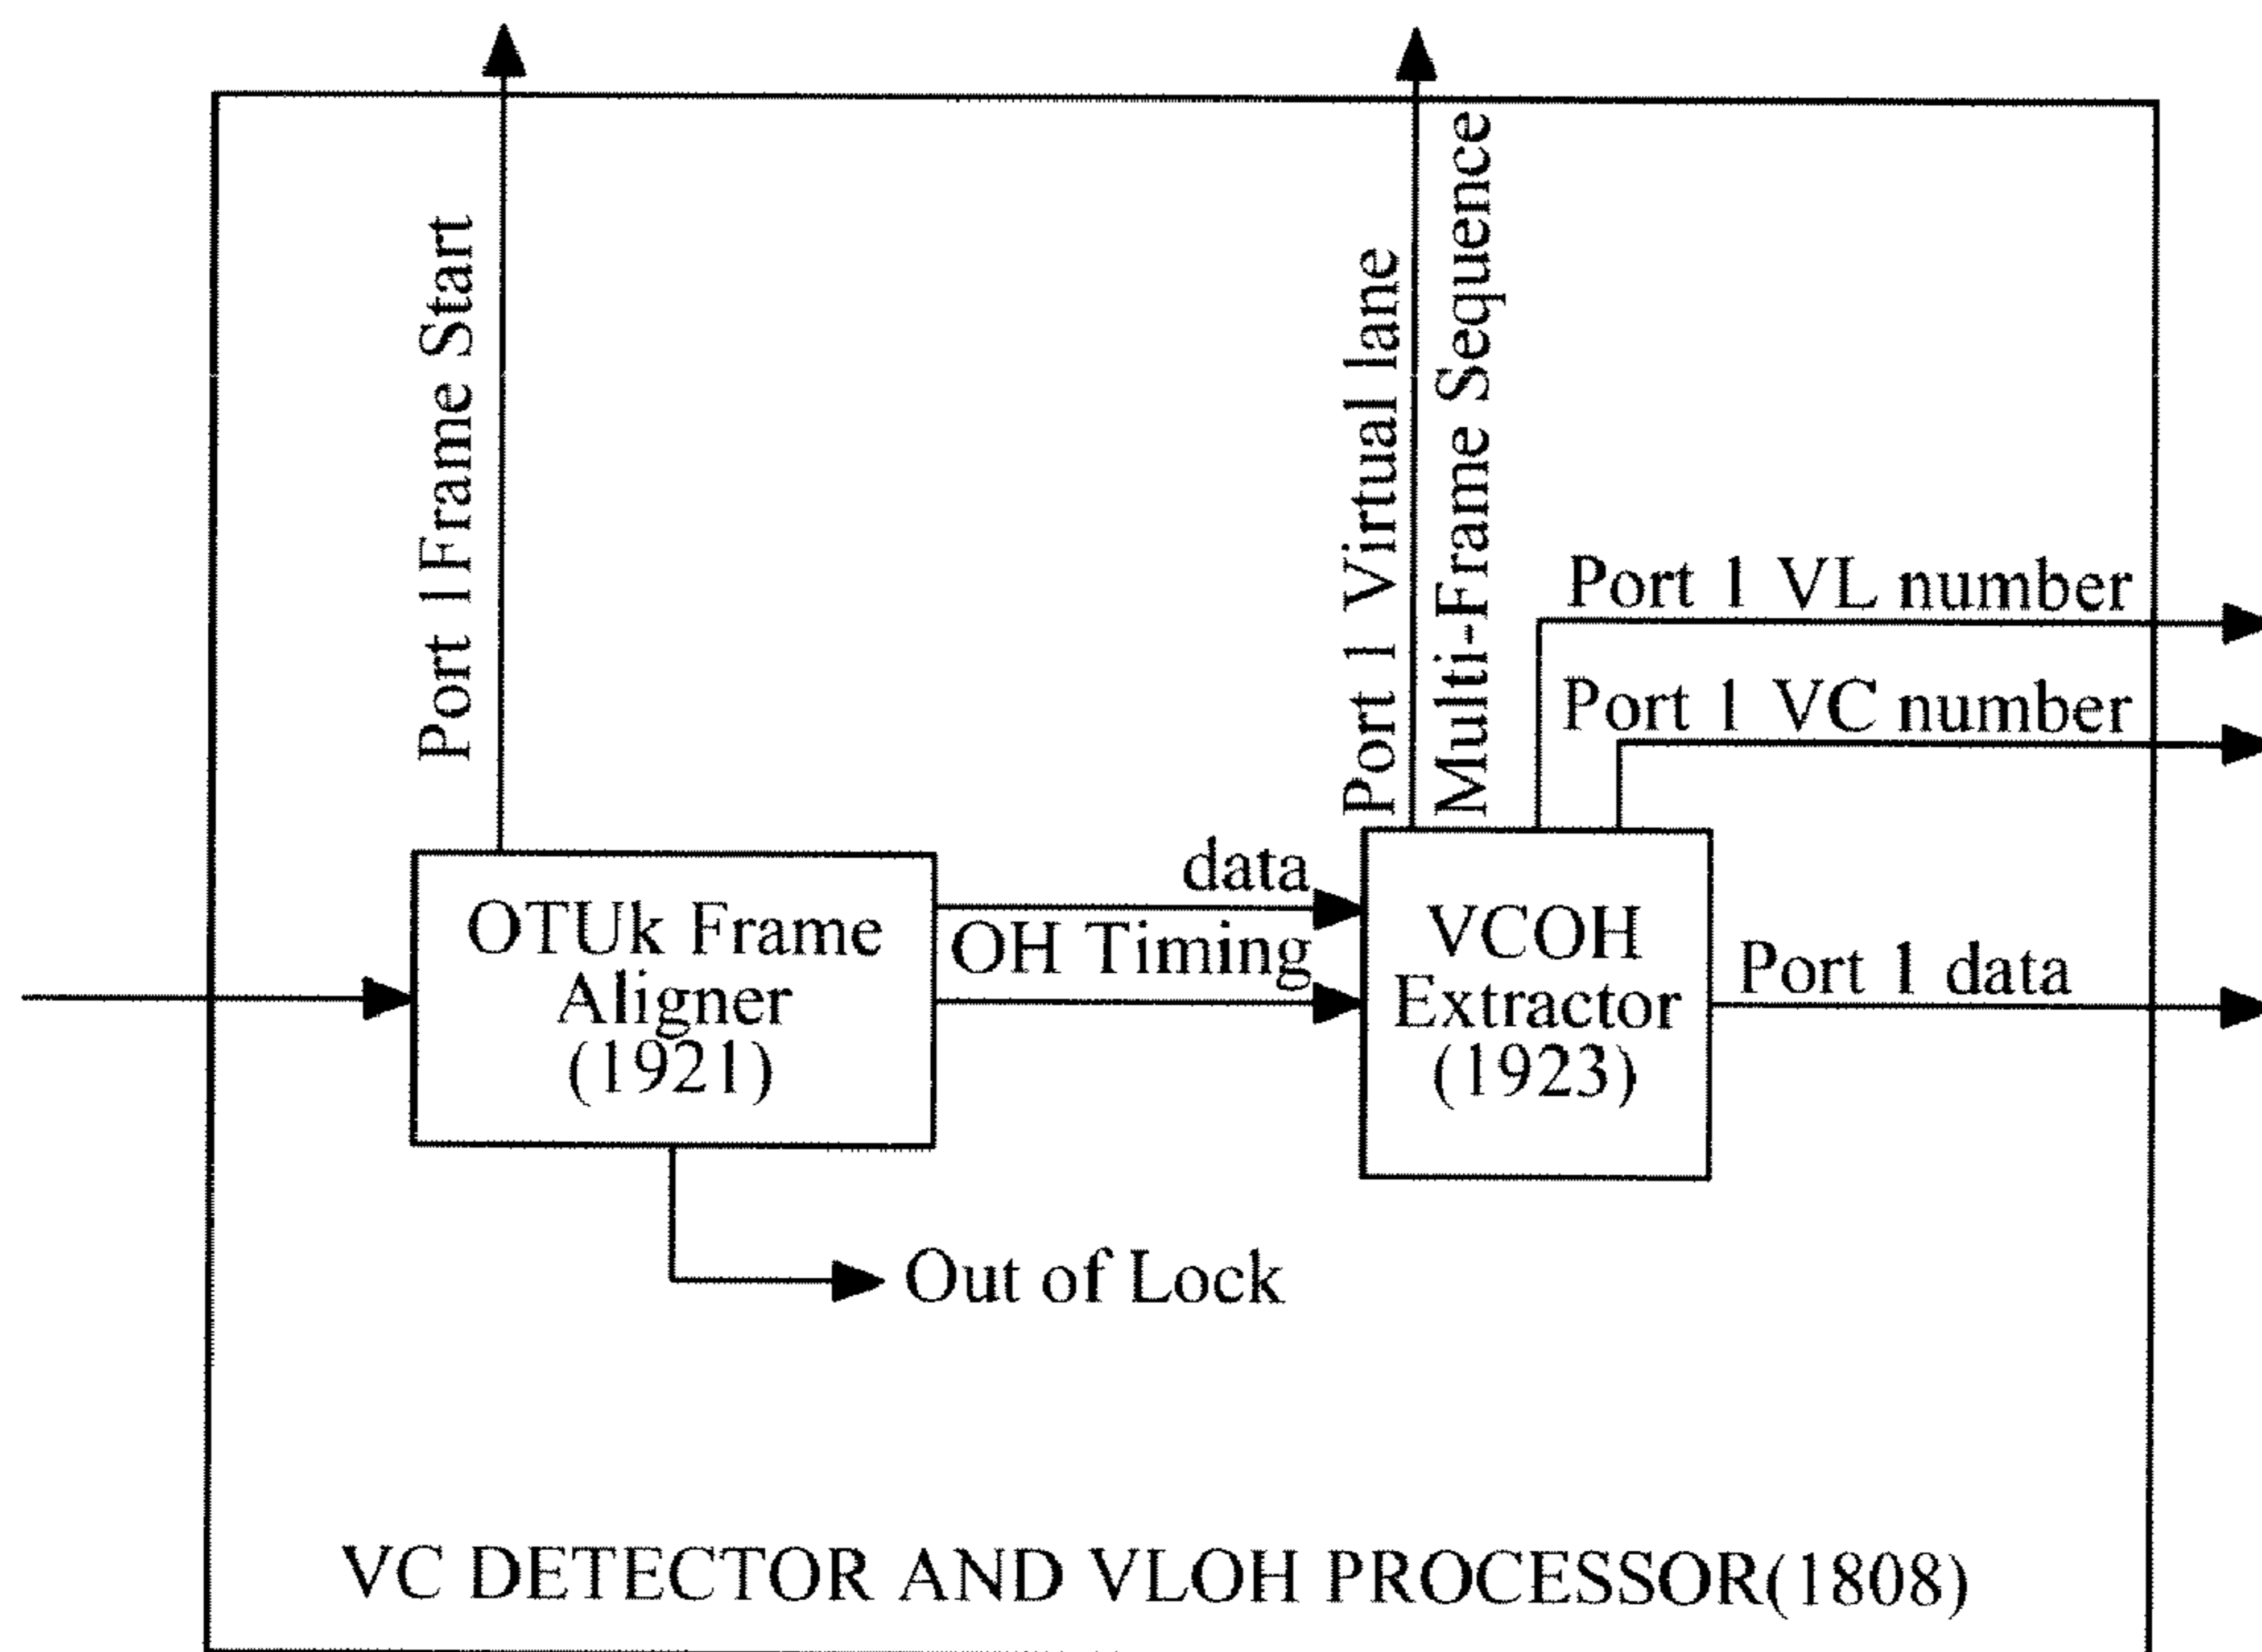 Port 1Frame Start
Port 1 Virtual lane
Multi-Frame Sequence
Port 1 VL number
Port 1 VC number
data
OTUk Frame
Aligner
(1921)
OH Timing
VCOH
Extractor
(1923)
Port 1 data
Out of Lock
VC DETECTOR AND VLOH PROCESSOR(1808)